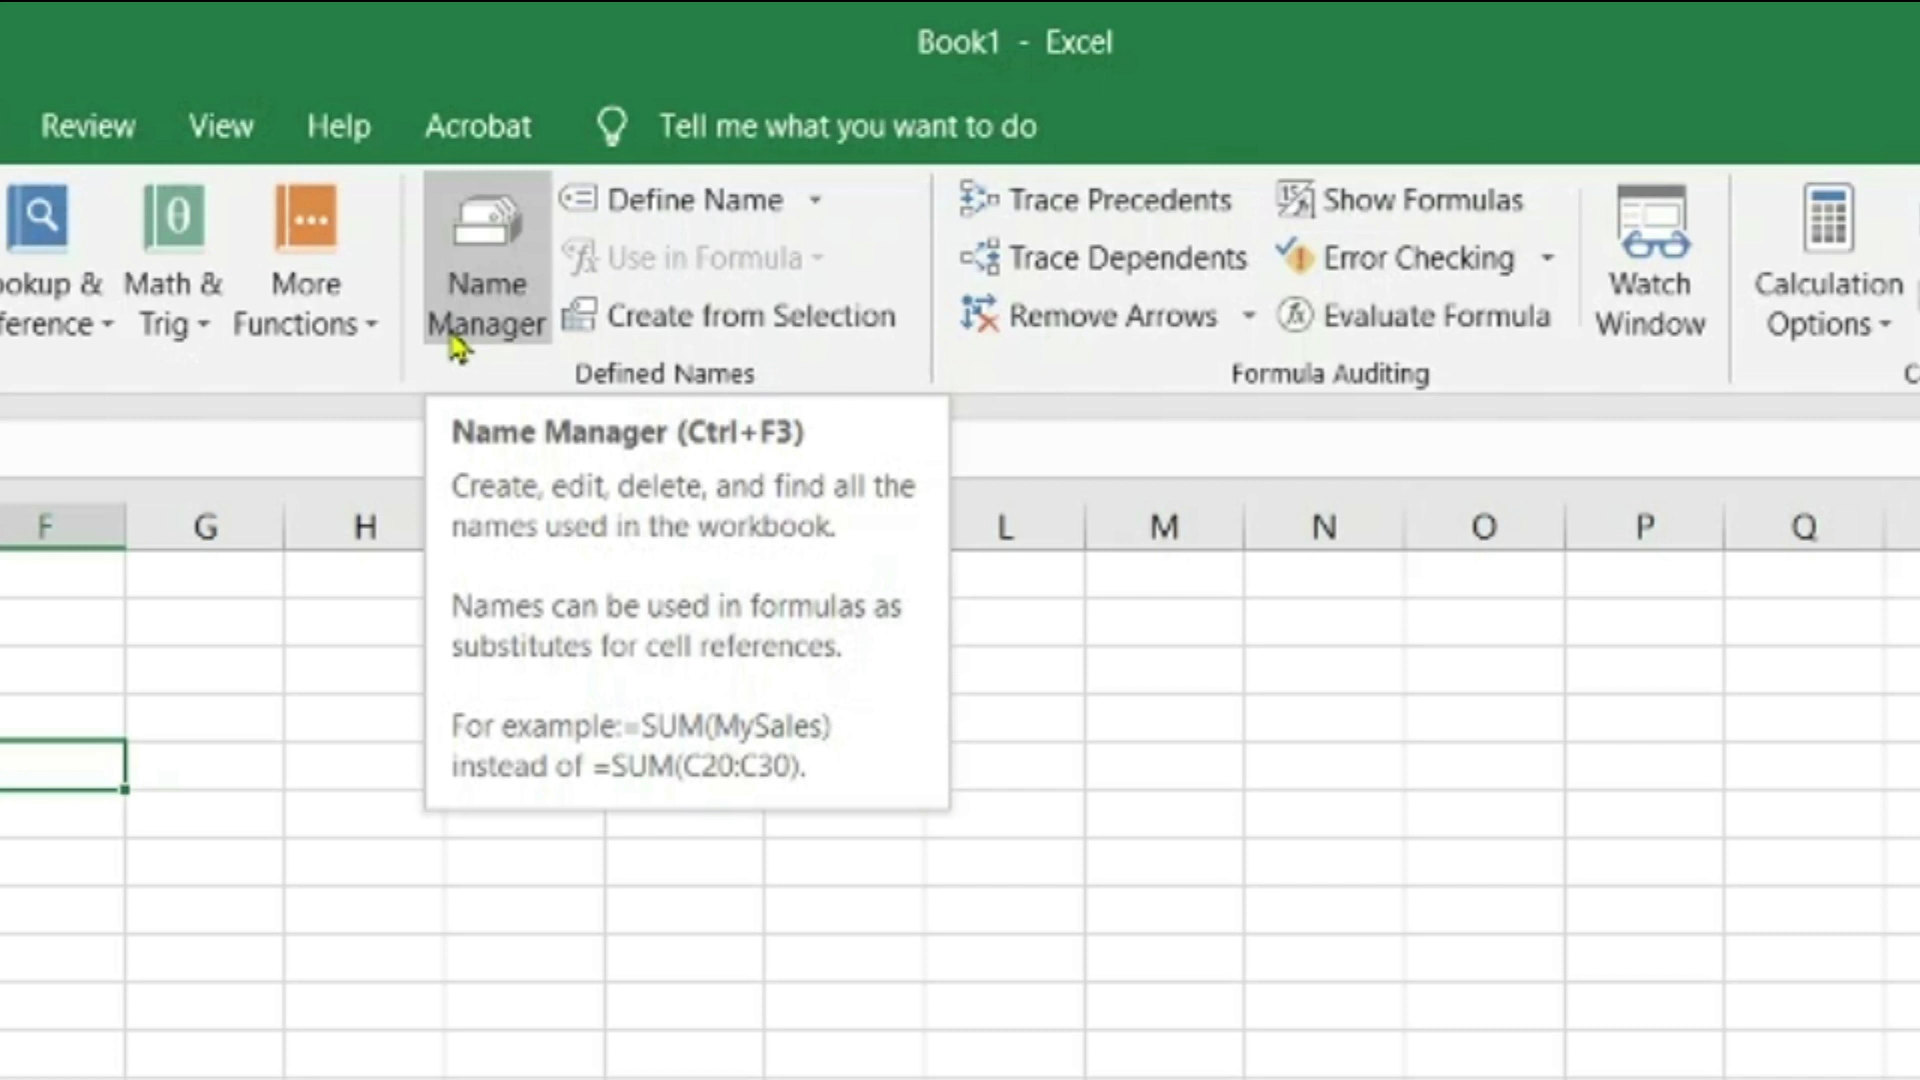 Book1 - Excel
Review View Help Acrobat Tell me what you want to do
ookup & ference
Math & Trig
More Functions
Name Manager
Define Name
Use in Formula
Create from Selection
Defined Names
Trace Precedents
Trace Dependents
Remove Arrows
Show Formulas
Error Checking
Evaluate Formula
Formula Auditing
Watch Window
Calculation Options
C
Name Manager (Ctrl+F3)
Create, edit, delete, and find all the
names used in the workbook.
Names can be used in formulas as
substitutes for cell references.
For example:=SUM(MySales)
instead of =SUM(C20:C30).
F G H L M N O P Q